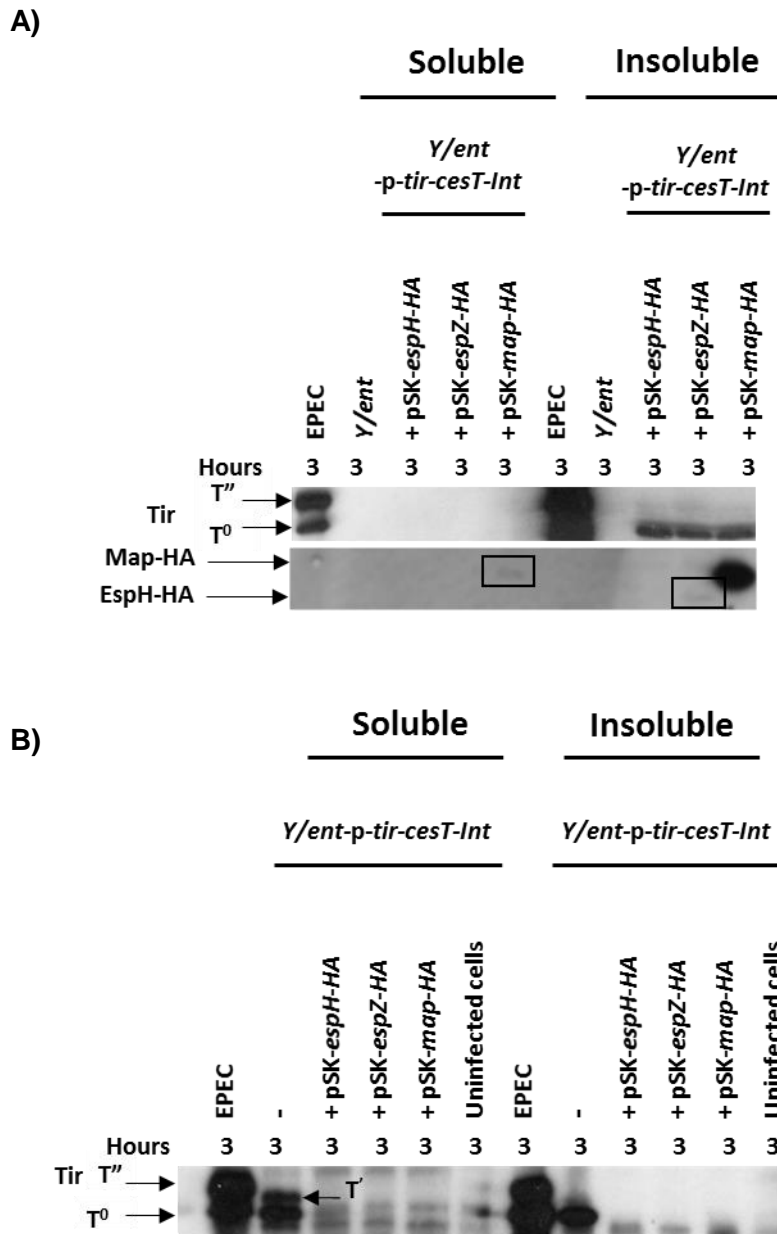 A)
Soluble Insoluble
Y/ent
-p-tir-cesT-Int
Y/ent
-p-tir-cesT-Int
EPEC
Y/ent
+ pSK-espH-HA
+ pSK-espZ-HA
+ pSK-map-HA
EPEC
Y/ent
+ pSK-espH-HA
+ pSK-espZ-HA
+ pSK-map-HA
Hours 3 3 3 3 3 3 3 3 3 3
Tir
T”
T⁰
Map-HA
EspH-HA
B)
Soluble Insoluble
Y/ent-p-tir-cesT-Int Y/ent-p-tir-cesT-Int
EPEC
-
+ pSK-espH-HA
+ pSK-espZ-HA
+ pSK-map-HA
Uninfected cells
EPEC
-
+ pSK-espH-HA
+ pSK-espZ-HA
+ pSK-map-HA
Uninfected cells
Hours 3 3 3 3 3 3 3 3 3 3 3 3
Tir T”
T’
T⁰